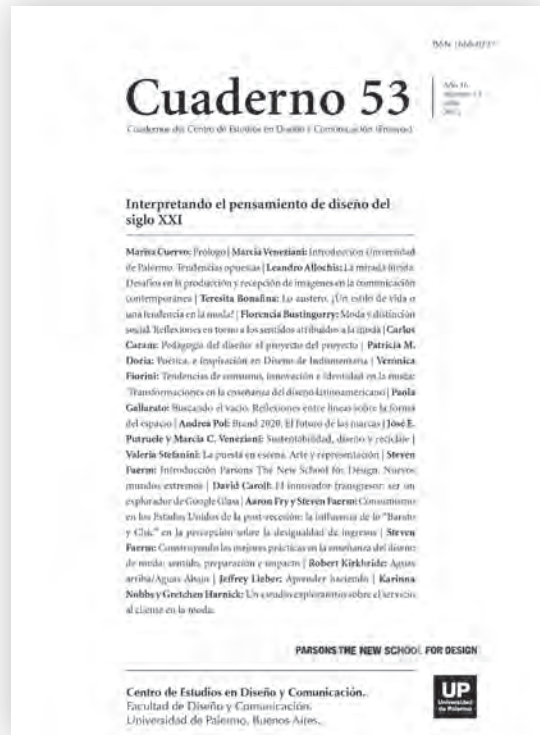 Cuaderno 53
Cuadernos del Centro de Estudios en Diseño y Comunicación [Ensayos]
Año 16
Interpretando el pensamiento de diseño del
siglo XXI
Marisa Cuervo: Prólogo | Marcia Veneziani: Introducción Universidad
de Palermo. Tendencias opuestas | Leandro Allochis: La mirada lúcida.
Desafíos en la producción y recepción de imágenes en la comunicación
contemporánea | Teresita Bonafina: Lo austero. ¿Un estilo de vida o
una tendencia en la moda? | Florencia Bustingorry: Moda y distinción
social. Reflexiones en torno a los sentidos atribuidos a la moda | Carlos
Caram: Pedagogía del diseño: el proyecto del proyecto | Patricia M.
Doria: Poética, e inspiración en Diseño de Indumentaria | Verónica
Fiorini: Tendencias de consumo, innovación e identidad en la moda:
Transformaciones en la enseñanza del diseño latinoamericano | Paola
Gallarato: Buscando el vacío. Reflexiones entre líneas sobre la forma
del espacio | Andrea Pol: Brand 2020. El futuro de las marcas | José E.
Putruele y Marcia C. Veneziani: Sustentabilidad, diseño y reciclaje |
Valeria Stefanini: La puesta en escena. Arte y representación | Steven
Faerm: Introducción Parsons The New School for Design. Nuevos
mundos extremos | David Caroll: El innovador transgresor: ser un
explorador de Google Glass | Aaron Fry y Steven Faerm: Consumismo
en los Estados Unidos de la post-recesión: la influencia de lo "Barato
y Chic" en la percepción sobre la desigualdad de ingresos | Steven
Faerm: Construyendo las mejores prácticas en la enseñanza del diseño
de moda: sentido, preparación e impacto | Robert Kirkbride: Aguas
arriba/Aguas Abajo | Jeffrey Lieber: Aprender haciendo | Karinna
Nobbs y Gretchen Harnick: Un estudio exploratorio sobre el servicio
al cliente en la moda.
PARSONS THE NEW SCHOOL FOR DESIGN
Centro de Estudios en Diseño y Comunicación.
Facultad de Diseño y Comunicación.
Universidad de Palermo. Buenos Aires.
UP
Universidad
de Palermo